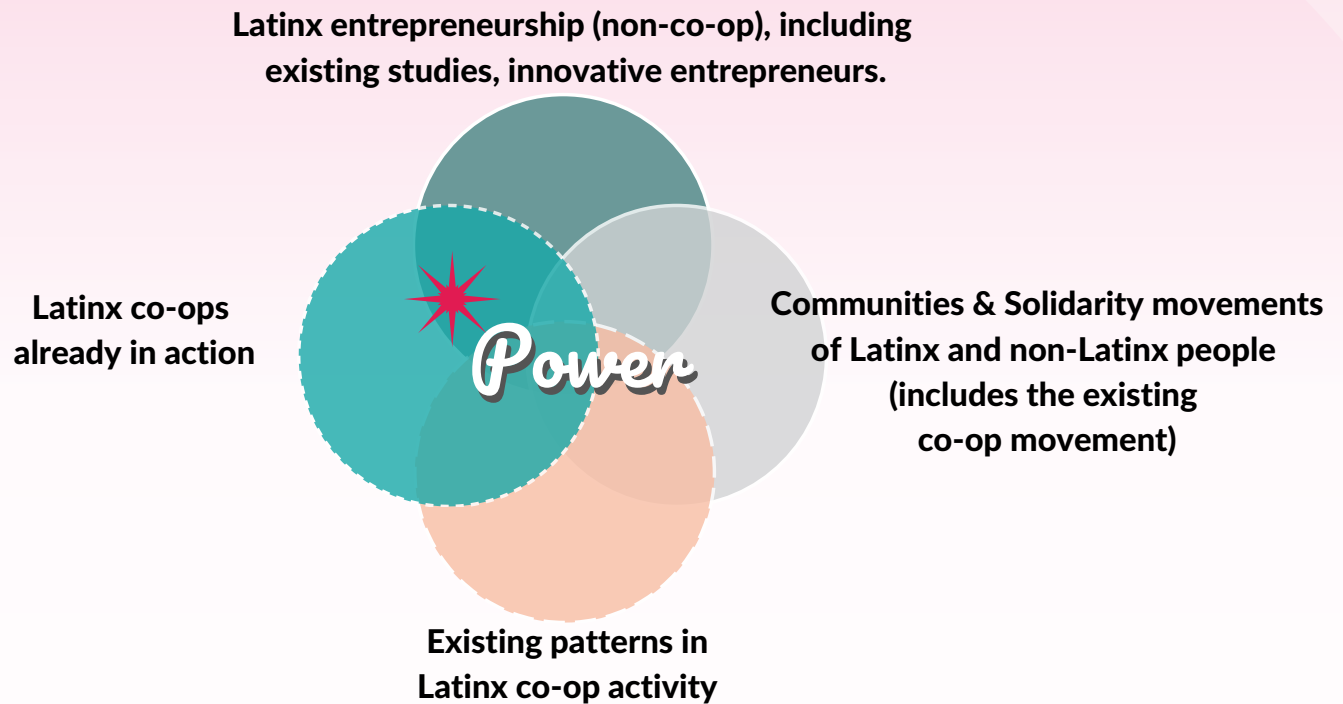 Latinx entrepreneurship (non-co-op), including
existing studies, innovative entrepreneurs.
Latinx co-ops
already in action
Power
Communities & Solidarity movements
of Latinx and non-Latinx people
(includes the existing
co-op movement)
Existing patterns in
Latinx co-op activity